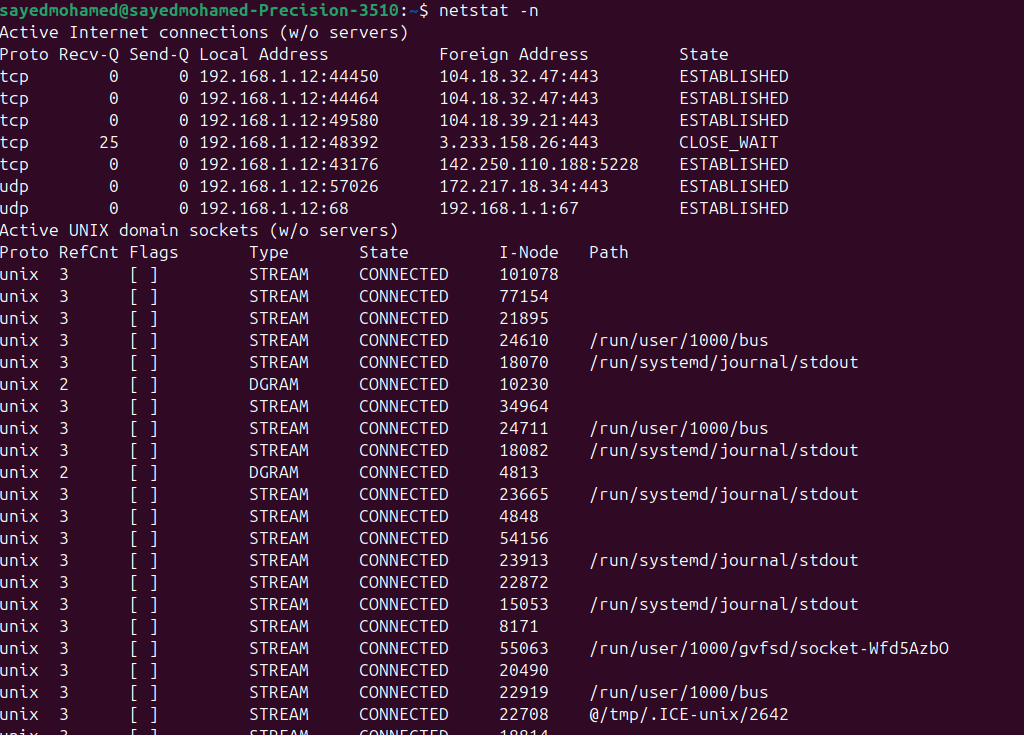 sayedmohamed@sayedmohamed-Precision-3510:~$ netstat -n
Active Internet connections (w/o servers)
Proto Recv-Q Send-Q Local Address           Foreign Address         State
tcp        0      0 192.168.1.12:44450      104.18.32.47:443        ESTABLISHED
tcp        0      0 192.168.1.12:44464      104.18.32.47:443        ESTABLISHED
tcp        0      0 192.168.1.12:49580      104.18.39.21:443        ESTABLISHED
tcp       25      0 192.168.1.12:48392      3.233.158.26:443        CLOSE_WAIT
tcp        0      0 192.168.1.12:43176      142.250.110.188:5228    ESTABLISHED
udp        0      0 192.168.1.12:57026      172.217.18.34:443       ESTABLISHED
udp        0      0 192.168.1.12:68         192.168.1.1:67          ESTABLISHED
Active UNIX domain sockets (w/o servers)
Proto RefCnt Flags       Type       State         I-Node   Path
unix  3      [ ]         STREAM     CONNECTED     101078
unix  3      [ ]         STREAM     CONNECTED     77154
unix  3      [ ]         STREAM     CONNECTED     21895
unix  3      [ ]         STREAM     CONNECTED     24610    /run/user/1000/bus
unix  3      [ ]         STREAM     CONNECTED     18070    /run/systemd/journal/stdout
unix  2      [ ]         DGRAM      CONNECTED     10230
unix  3      [ ]         STREAM     CONNECTED     34964
unix  3      [ ]         STREAM     CONNECTED     24711    /run/user/1000/bus
unix  3      [ ]         STREAM     CONNECTED     18082    /run/systemd/journal/stdout
unix  2      [ ]         DGRAM      CONNECTED     4813
unix  3      [ ]         STREAM     CONNECTED     23665    /run/systemd/journal/stdout
unix  3      [ ]         STREAM     CONNECTED     4848
unix  3      [ ]         STREAM     CONNECTED     54156
unix  3      [ ]         STREAM     CONNECTED     23913    /run/systemd/journal/stdout
unix  3      [ ]         STREAM     CONNECTED     22872
unix  3      [ ]         STREAM     CONNECTED     15053    /run/systemd/journal/stdout
unix  3      [ ]         STREAM     CONNECTED     8171
unix  3      [ ]         STREAM     CONNECTED     55063    /run/user/1000/gvfsd/socket-Wfd5AzbO
unix  3      [ ]         STREAM     CONNECTED     20490
unix  3      [ ]         STREAM     CONNECTED     22919    /run/user/1000/bus
unix  3      [ ]         STREAM     CONNECTED     22708    @/tmp/.ICE-unix/2642
unix  3      [ ]         STREAM     CONNECTED